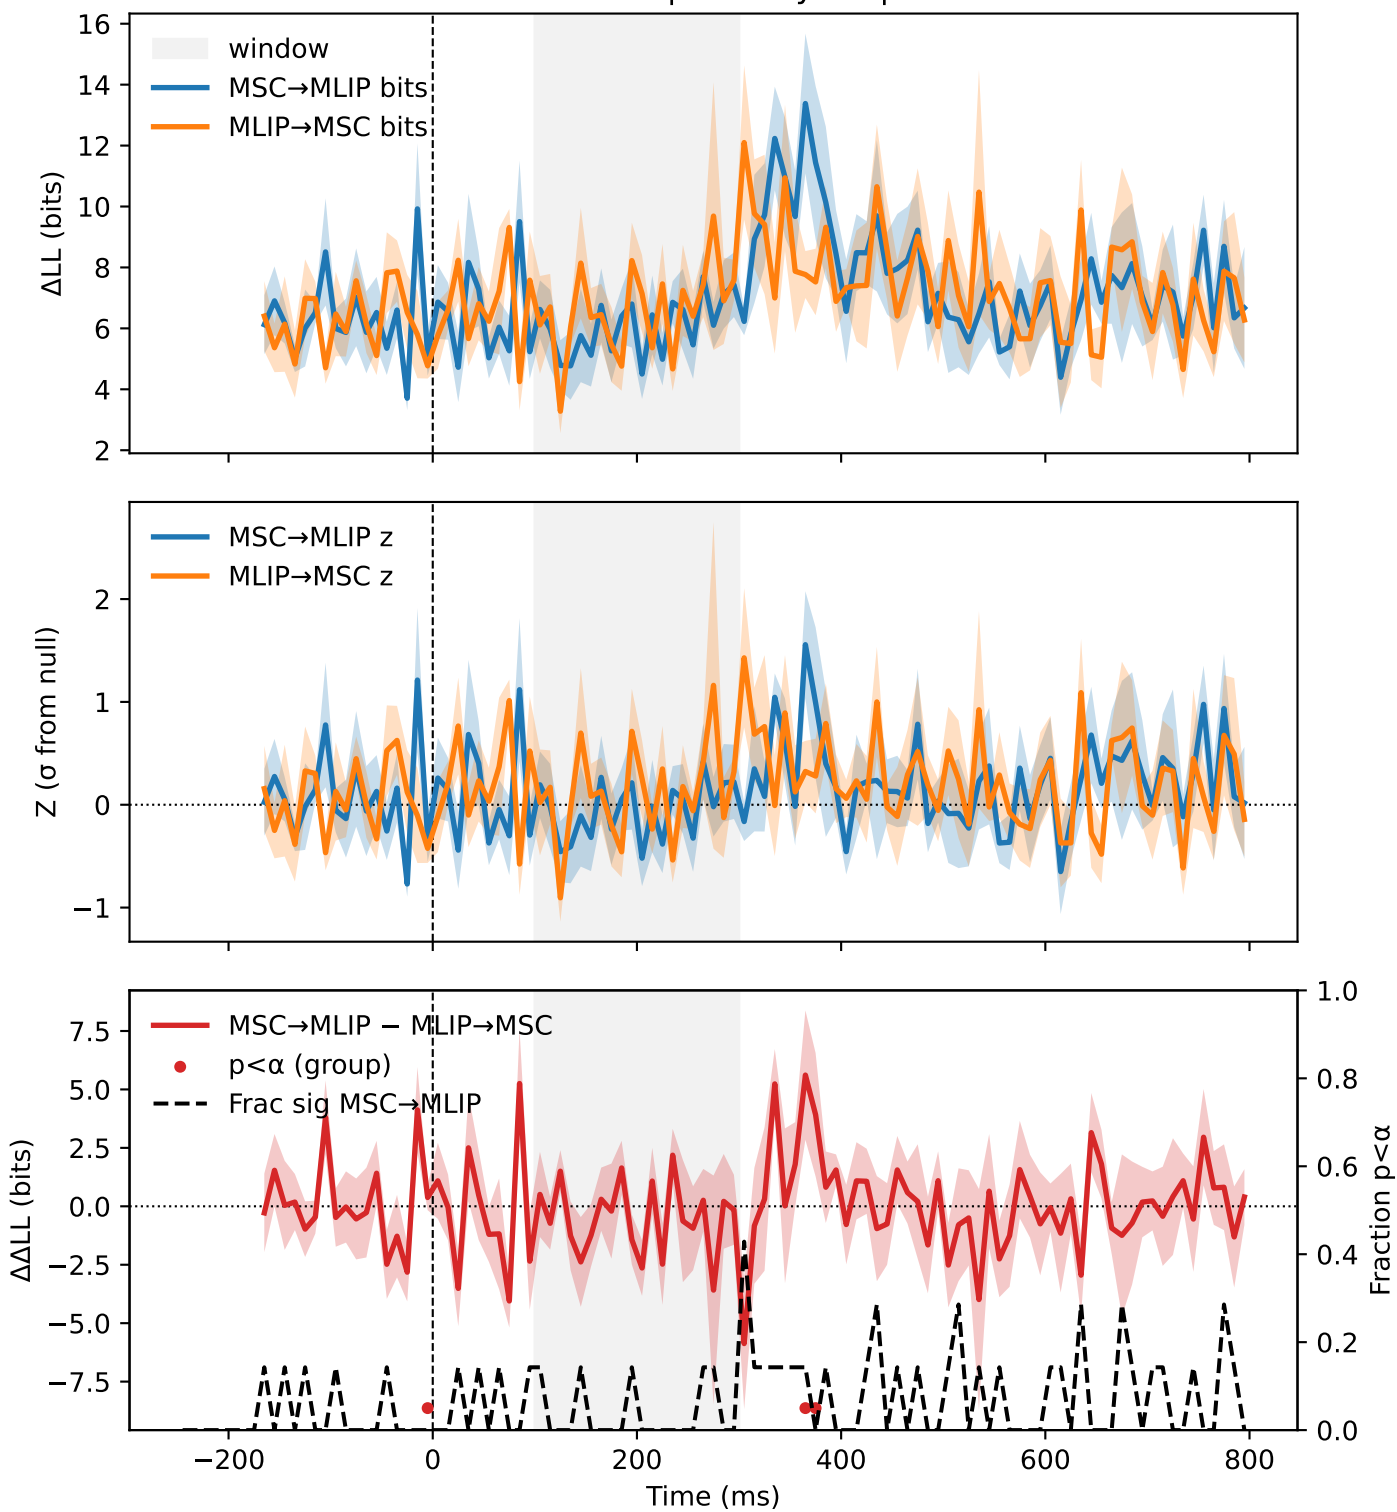 16
14
12
10
8
6
4
2
ΔLL (bits)
window
MSC→MLIP bits
MLIP→MSC bits
2
1
0
−1
Z (σ from null)
MSC→MLIP z
MLIP→MSC z
7.5
5.0
2.5
0.0
−2.5
−5.0
−7.5
ΔΔLL (bits)
MSC→MLIP − MLIP→MSC
p<α (group)
Frac sig MSC→MLIP
1.0
0.8
0.6
0.4
0.2
0.0
Fraction p<α
−200 0 200 400 600 800
Time (ms)